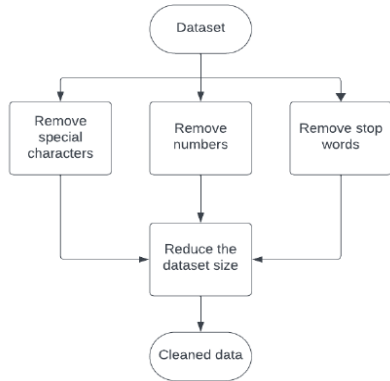 Dataset
Remove
special
characters
Remove
numbers
Remove stop
words
Reduce the
dataset size
Cleaned data